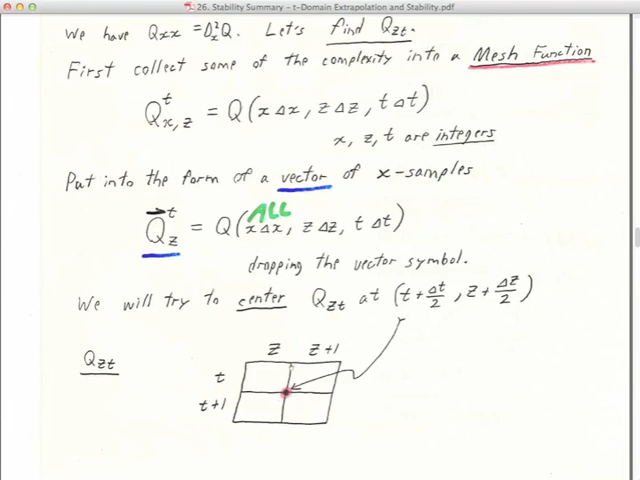 26. Stability Summary – t-Domain Extrapolation and Stability.pdf
We have Qxx = D²ₓQ. Let's find Qzt.
First collect some of the complexity into a Mesh Function
Q^t_{x,z} = Q(xΔx, zΔz, tΔt)
x, z, t are integers
Put into the form of a vector of x-samples
ALL
Q^t_z = Q(xΔx, zΔz, tΔt)
dropping the vector symbol.
We will try to center Qzt at (t+Δt/2, z+Δz/2)
Qzt
z z+1
t
t+1